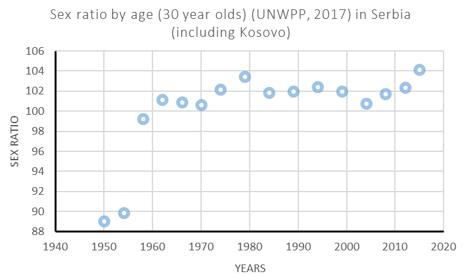 Sex ratio by age (30 year olds) (UNWPP, 2017) in Serbia
(including Kosovo)
106
104
102
100
98
96
94
92
90
88
SEX RATIO
1940 1950 1960 1970 1980 1990 2000 2010 2020
YEARS